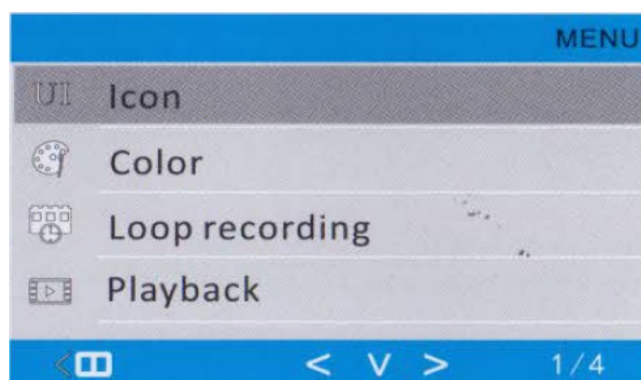 MENU
UI Icon
Color
Loop recording
Playback
< < V > 1/4